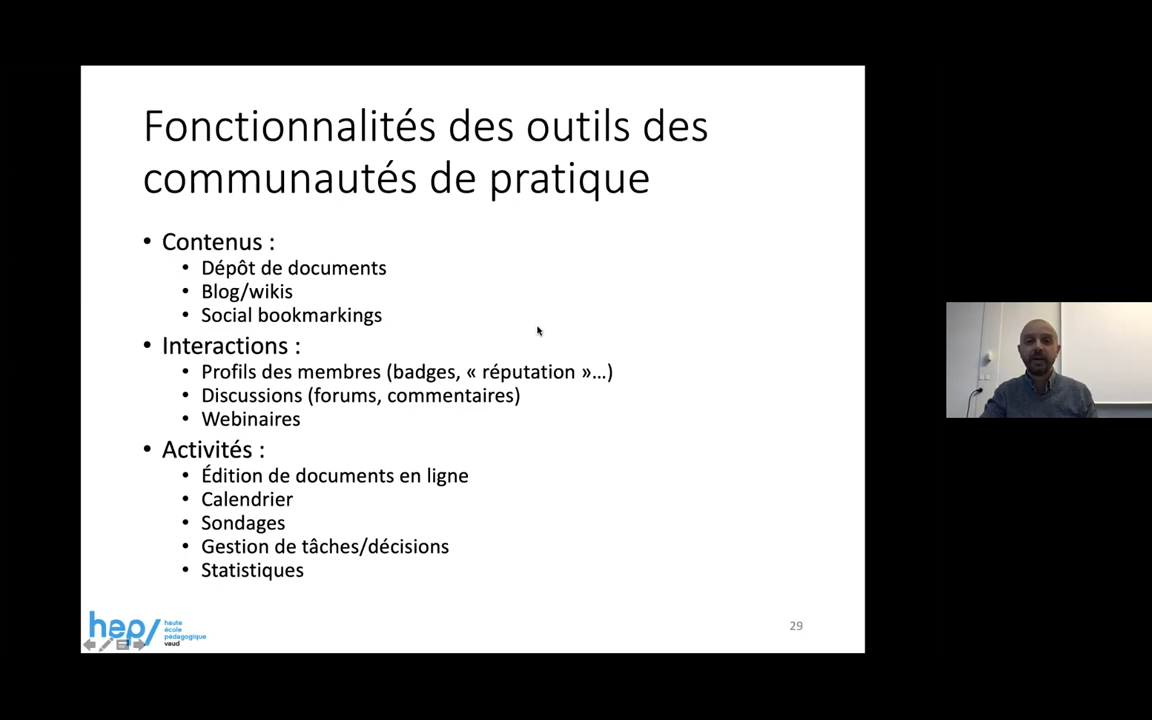 Fonctionnalités des outils des
communautés de pratique
• Contenus :
• Dépôt de documents
• Blog/wikis
• Social bookmarkings
• Interactions :
• Profils des membres (badges, « réputation »…)
• Discussions (forums, commentaires)
• Webinaires
• Activités :
• Édition de documents en ligne
• Calendrier
• Sondages
• Gestion de tâches/décisions
• Statistiques
hep/
haute
école
pédagogique
vaud
29